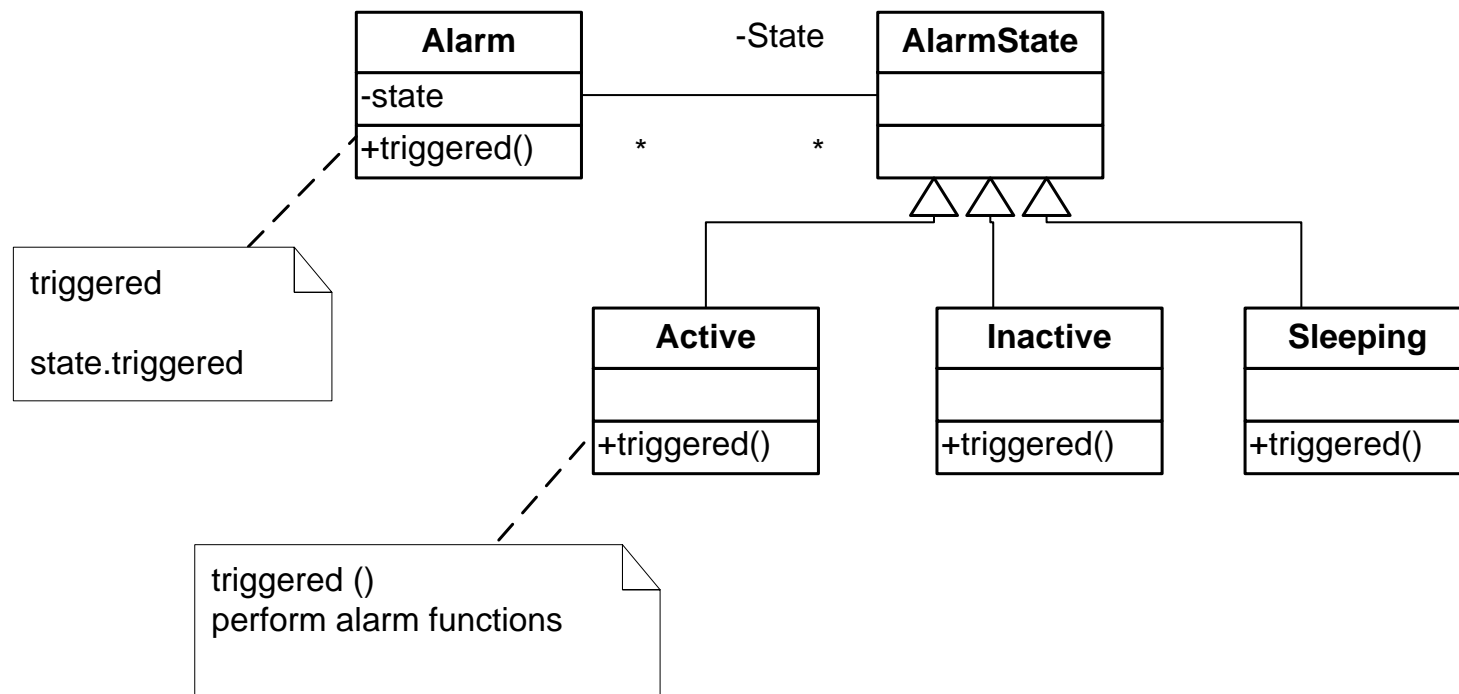 Alarm
-state
+triggered()
-State
*
*
AlarmState
triggered
state.triggered
Active
+triggered()
Inactive
+triggered()
Sleeping
+triggered()
triggered ()
perform alarm functions